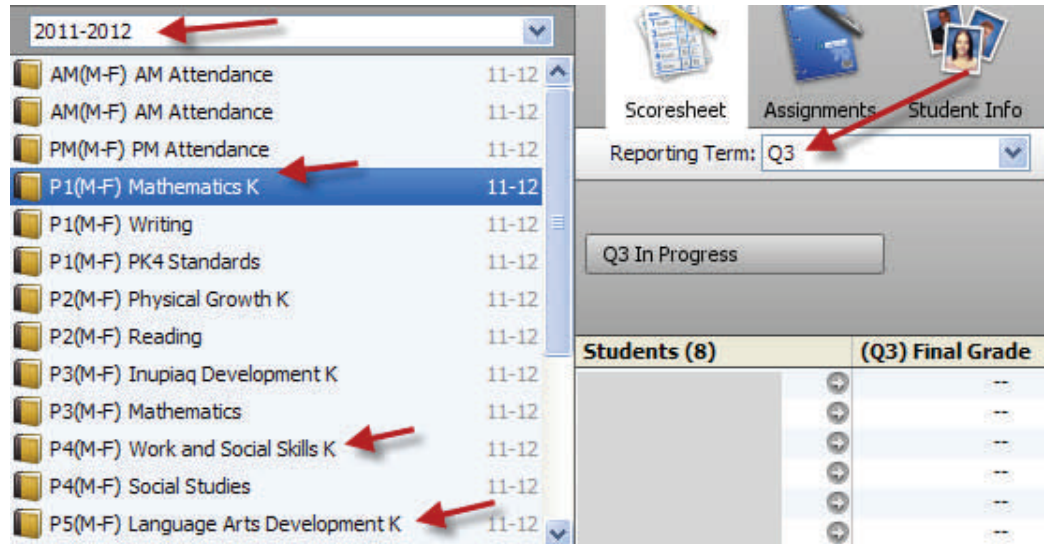 2011-2012
AM(M-F) AM Attendance 11-12
AM(M-F) AM Attendance 11-12
PM(M-F) PM Attendance 11-12
P1(M-F) Mathematics K 11-12
P1(M-F) Writing 11-12
P1(M-F) PK4 Standards 11-12
P2(M-F) Physical Growth K 11-12
P2(M-F) Reading 11-12
P3(M-F) Inupiaq Development K 11-12
P3(M-F) Mathematics 11-12
P4(M-F) Work and Social Skills K 11-12
P4(M-F) Social Studies 11-12
P5(M-F) Language Arts Development K 11-12
Scoresheet Assignments Student Info
Reporting Term: Q3
Q3 In Progress
Students (8) (Q3) Final Grade
--
--
--
--
--
--